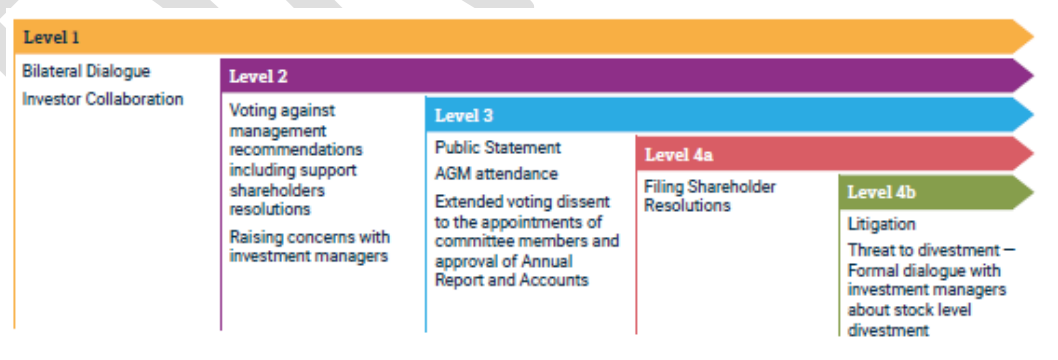 Level 1
Bilateral Dialogue
Investor Collaboration
Level 2
Voting against
management
recommendations
including support
shareholders
resolutions
Raising concerns with
investment managers
Level 3
Public Statement
AGM attendance
Extended voting dissent
to the appointments of
committee members and
approval of Annual
Report and Accounts
Level 4a
Filing Shareholder
Resolutions
Level 4b
Litigation
Threat to divestment —
Formal dialogue with
investment managers
about stock level
divestment